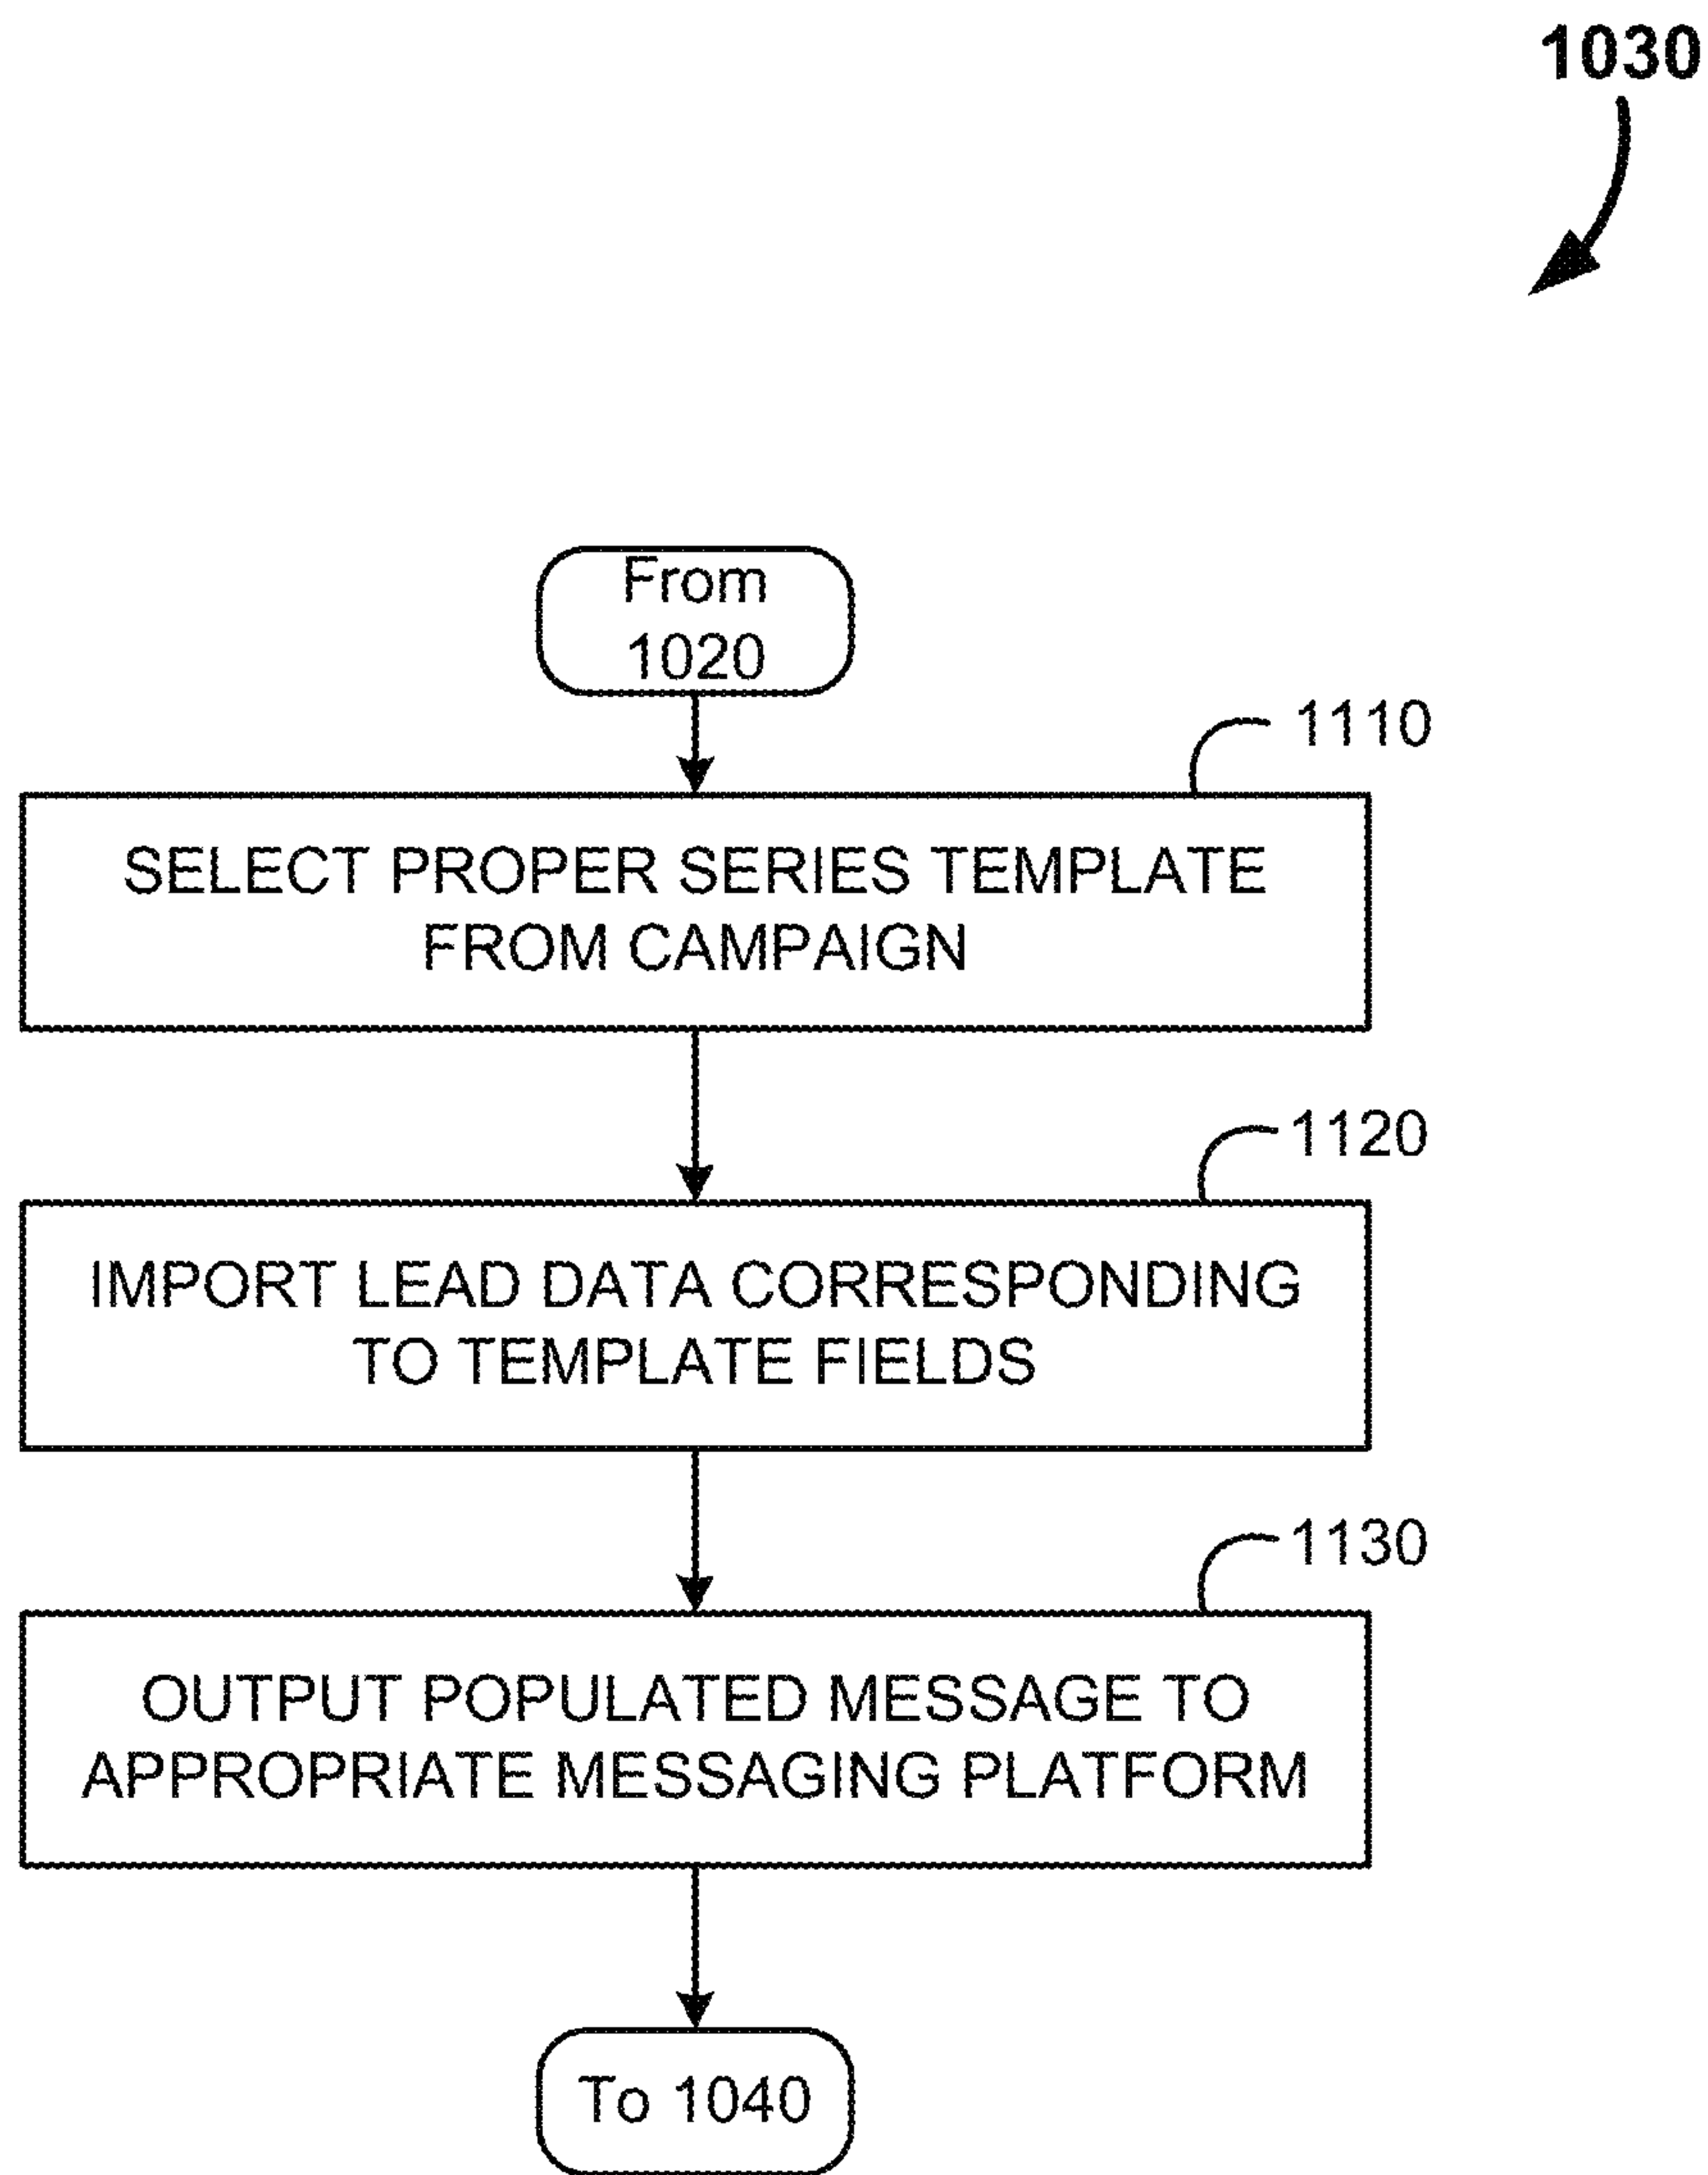 1030
From
1020
1110
SELECT PROPER SERIES TEMPLATE
FROM CAMPAIGN
1120
IMPORT LEAD DATA CORRESPONDING
TO TEMPLATE FIELDS
1130
OUTPUT POPULATED MESSAGE TO
APPROPRIATE MESSAGING PLATFORM
To 1040